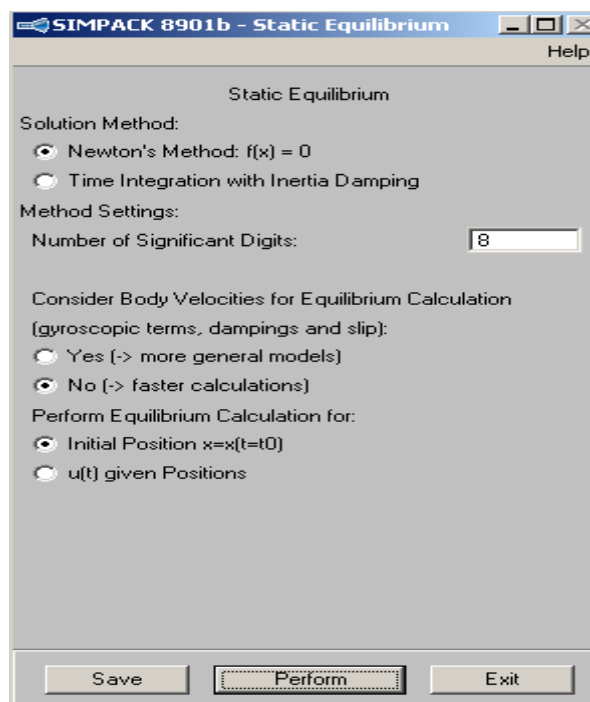 SIMPACK 8901b - Static Equilibrium
Help
Static Equilibrium
Solution Method:
Newton's Method: f(x) = 0
Time Integration with Inertia Damping
Method Settings:
Number of Significant Digits: 8
Consider Body Velocities for Equilibrium Calculation
(gyroscopic terms, dampings and slip):
Yes (-> more general models)
No (-> faster calculations)
Perform Equilibrium Calculation for:
Initial Position x=x(t=t0)
u(t) given Positions
Save Perform Exit